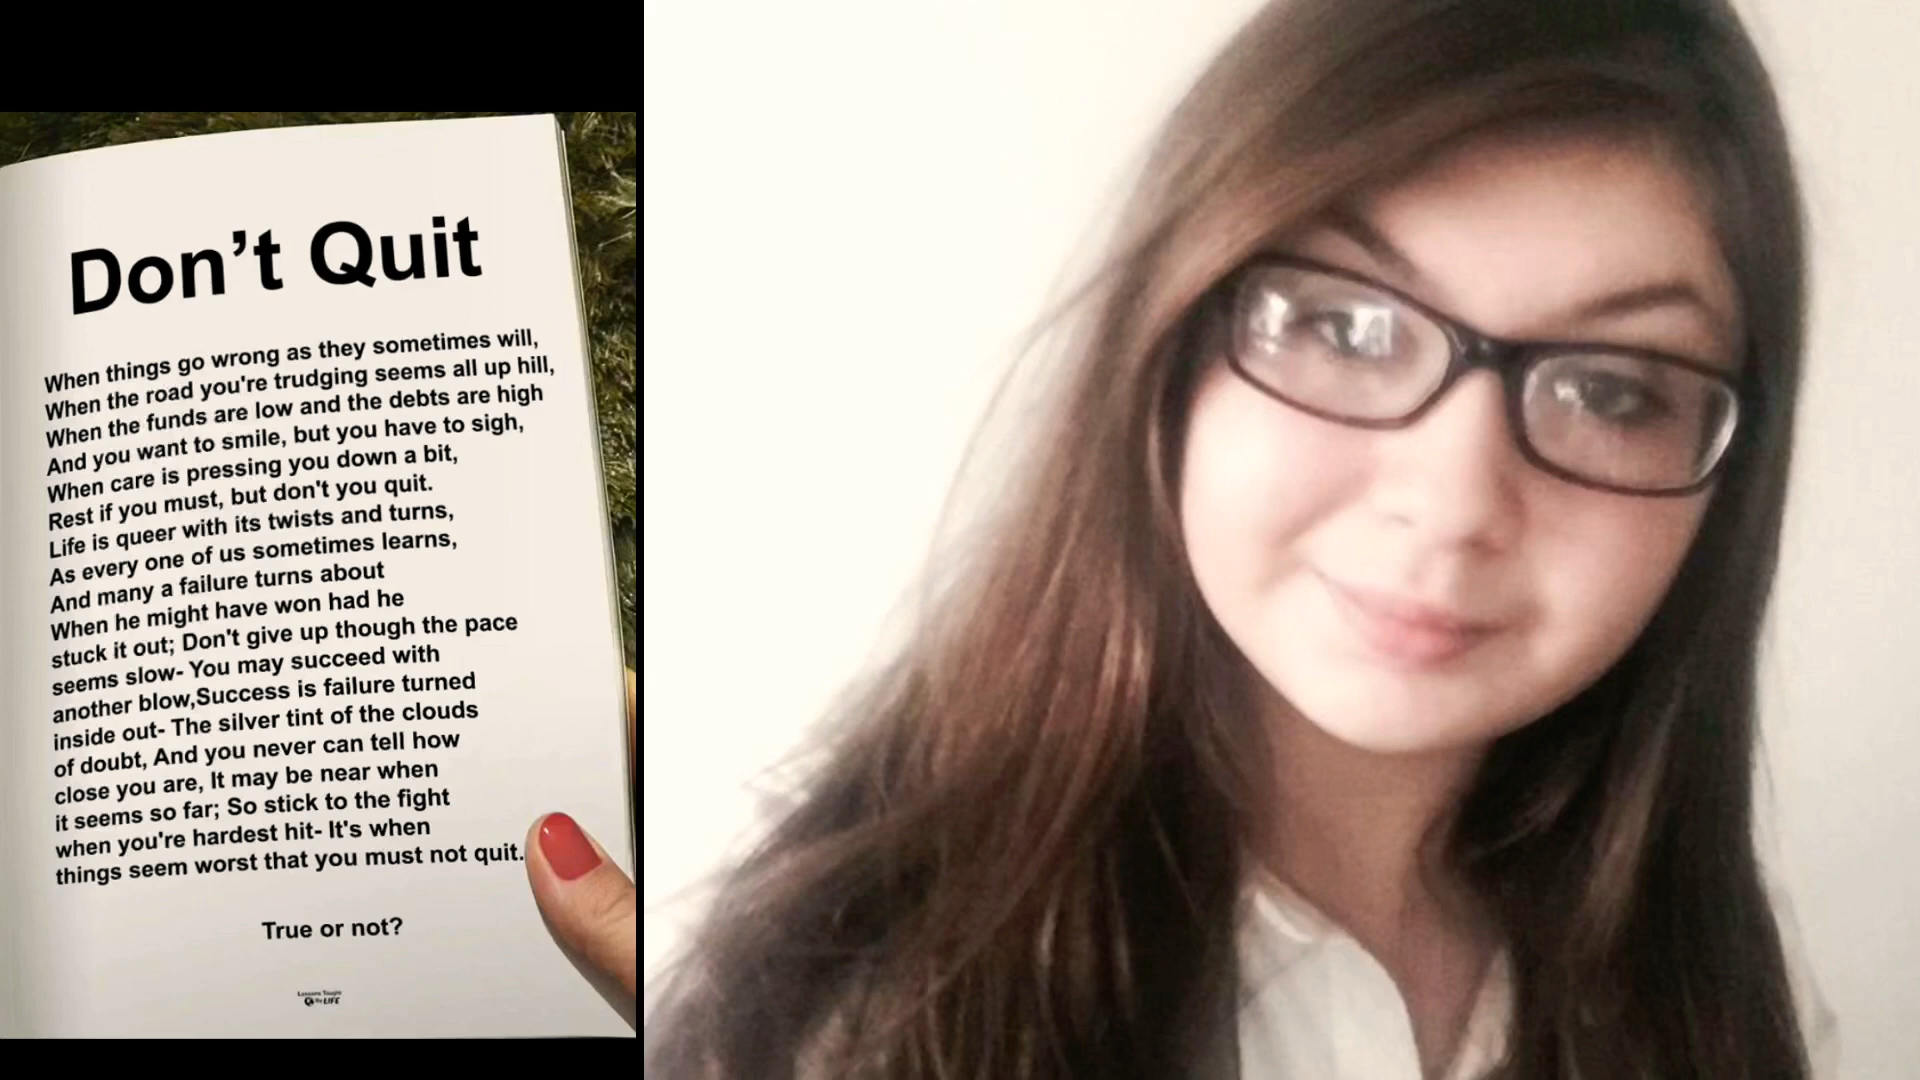 Don't Quit
When things go wrong as they sometimes will,
When the road you're trudging seems all up hill,
When the funds are low and the debts are high
And you want to smile, but you have to sigh,
When care is pressing you down a bit,
Rest if you must, but don't you quit.
Life is queer with its twists and turns,
As every one of us sometimes learns,
And many a failure turns about
When he might have won had he
stuck it out; Don't give up though the pace
seems slow- You may succeed with
another blow,Success is failure turned
inside out- The silver tint of the clouds
of doubt, And you never can tell how
close you are, It may be near when
it seems so far; So stick to the fight
when you're hardest hit- It's when
things seem worst that you must not quit.
True or not?
Lessons Taught
By LIFE